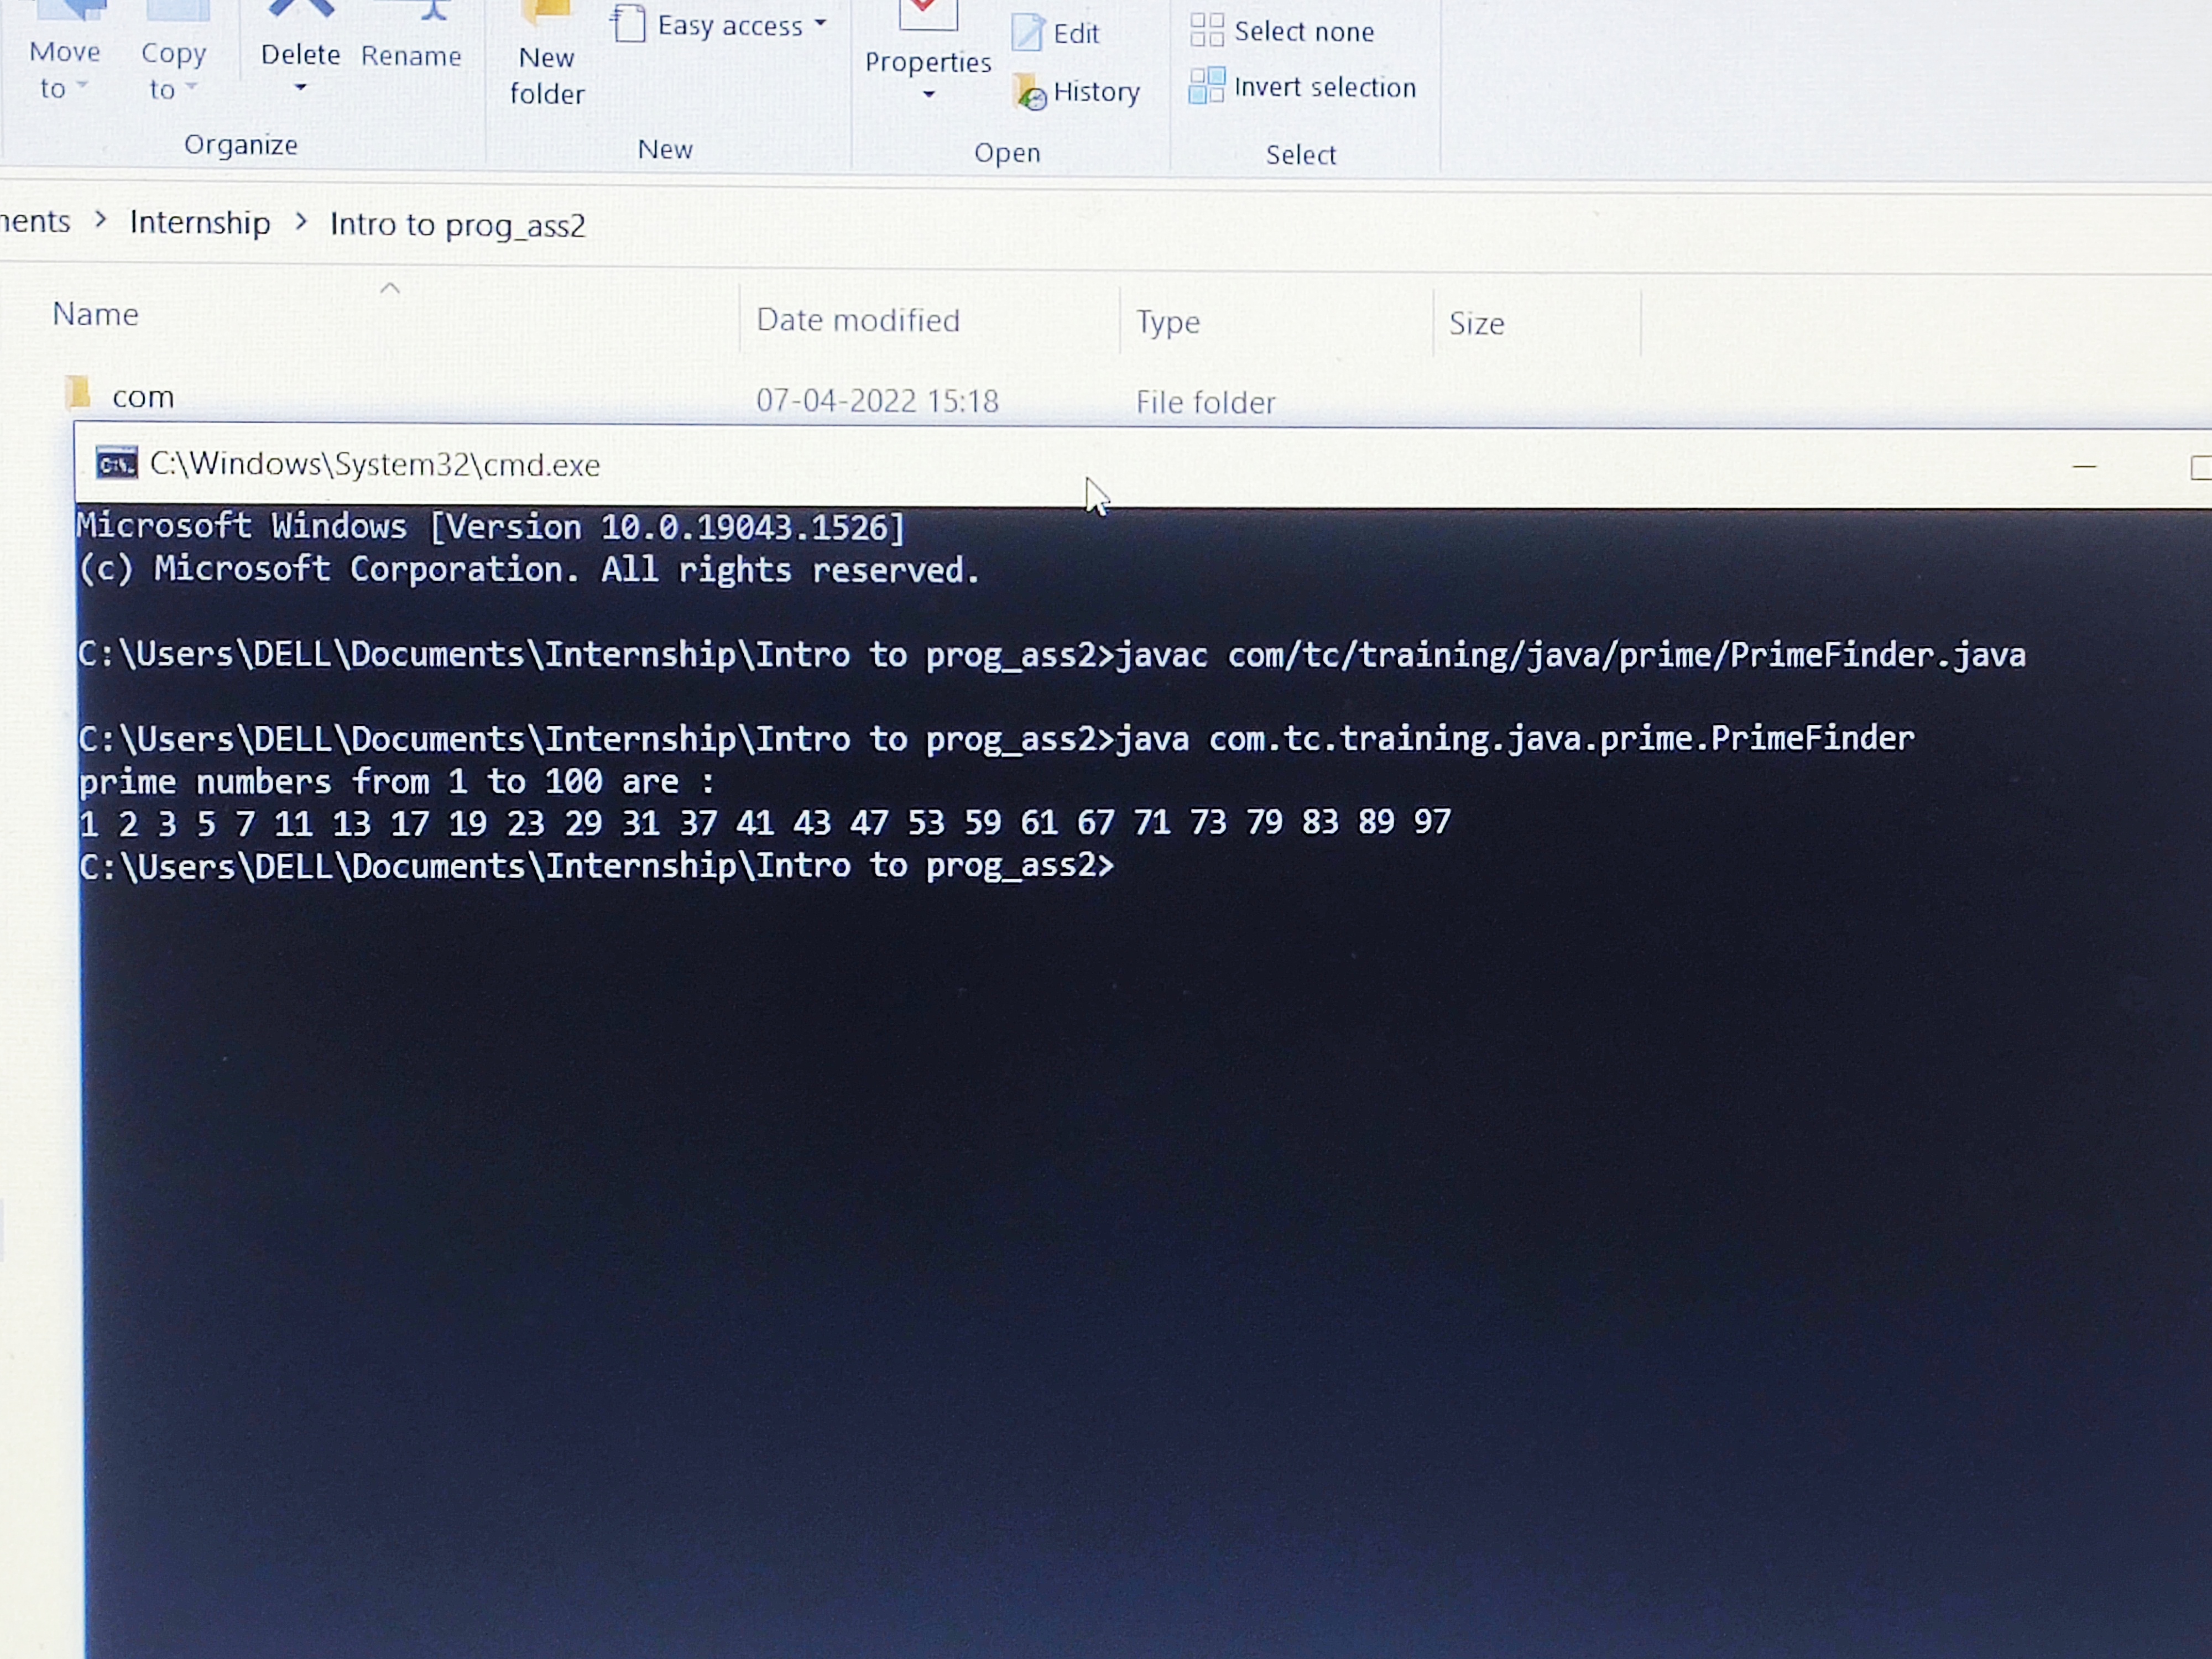 Move to
Copy to
Delete
Rename
New folder
Easy access
Properties
Edit
History
Select none
Invert selection
Organize
New
Open
Select
Internship > Intro to prog_ass2
Name
Date modified
Type
Size
com
07-04-2022 15:18
File folder
C:\Windows\System32\cmd.exe
Microsoft Windows [Version 10.0.19043.1526]
(c) Microsoft Corporation. All rights reserved.
C:\Users\DELL\Documents\Internship\Intro to prog_ass2>javac com/tc/training/java/prime/PrimeFinder.java
C:\Users\DELL\Documents\Internship\Intro to prog_ass2>java com.tc.training.java.prime.PrimeFinder
prime numbers from 1 to 100 are :
1 2 3 5 7 11 13 17 19 23 29 31 37 41 43 47 53 59 61 67 71 73 79 83 89 97
C:\Users\DELL\Documents\Internship\Intro to prog_ass2>